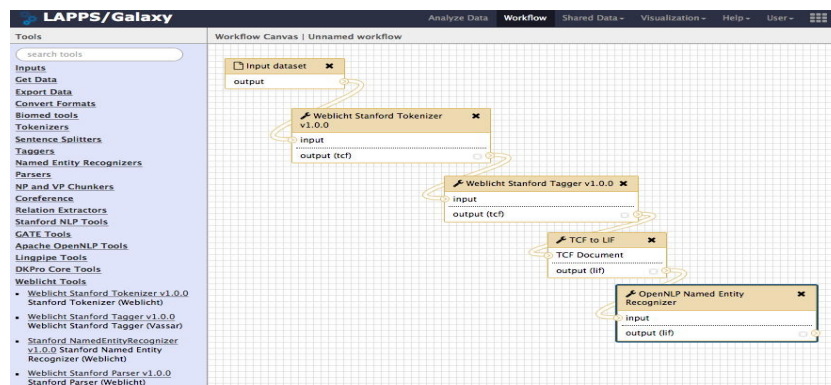 LAPPS/Galaxy
Analyze Data Workflow Shared Data Visualization Help User
Tools
search tools
Inputs
Get Data
Export Data
Convert Formats
Biomed tools
Tokenizers
Sentence Splitters
Taggers
Named Entity Recognizers
Parsers
NP and VP Chunkers
Coreference
Relation Extractors
Stanford NLP Tools
GATE Tools
Apache OpenNLP Tools
Lingpipe Tools
DKPro Core Tools
Weblicht Tools
• Weblicht Stanford Tokenizer v1.0.0
Stanford Tokenizer (Weblicht)
• Weblicht Stanford Tagger v1.0.0
Weblicht Stanford Tagger (Vassar)
• Stanford NamedEntityRecognizer
v1.0.0 Stanford Named Entity
Recognizer (Weblicht)
• Weblicht Stanford Parser v1.0.0
Stanford Parser (Weblicht)
Workflow Canvas | Unnamed workflow
Input dataset
output
Weblicht Stanford Tokenizer
v1.0.0
input
output (tcf)
Weblicht Stanford Tagger v1.0.0
input
output (tcf)
TCF to LIF
TCF Document
output (lif)
OpenNLP Named Entity
Recognizer
input
output (lif)